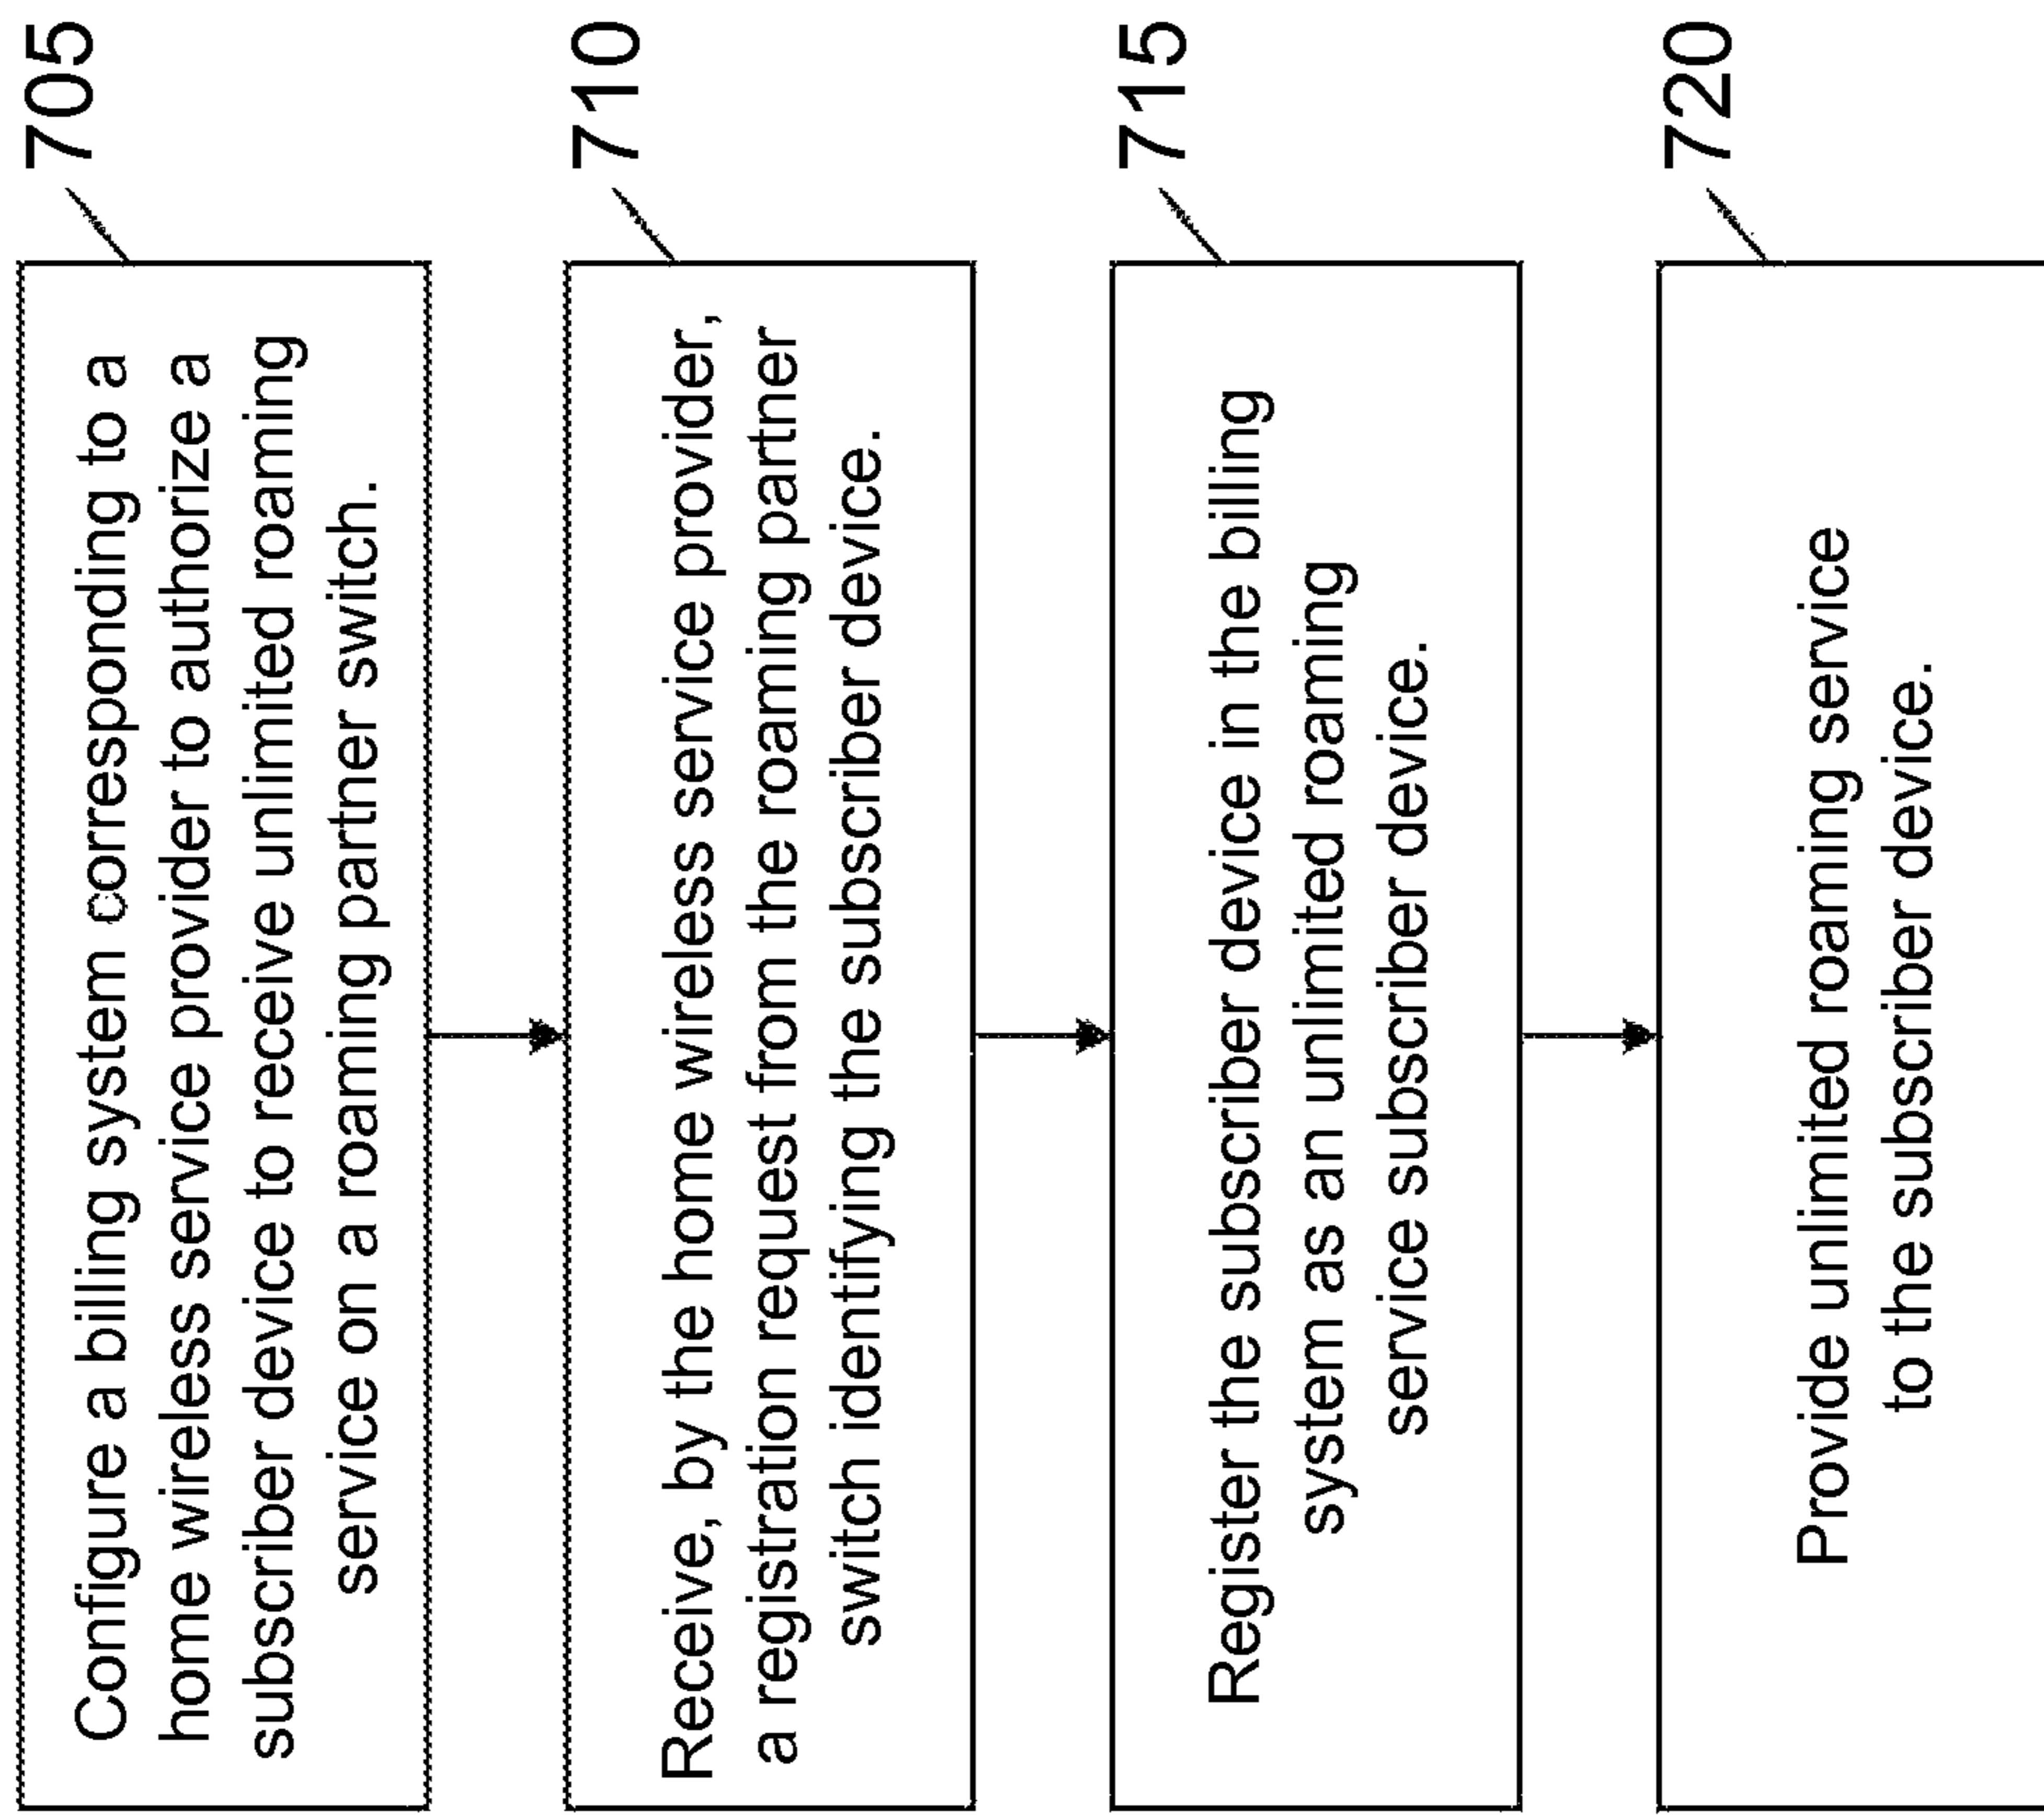 Configure a billing system corresponding to a
home wireless service provider to authorize a
subscriber device to receive unlimited roaming
service on a roaming partner switch.
705
Receive, by the home wireless service provider,
a registration request from the roaming partner
switch identifying the subscriber device.
710
Register the subscriber device in the billing
system as an unlimited roaming
service subscriber device.
715
Provide unlimited roaming service
to the subscriber device.
720